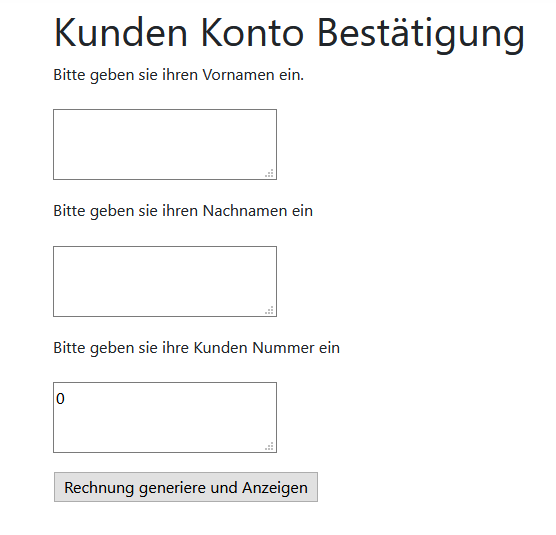 Kunden Konto Bestätigung
Bitte geben sie ihren Vornamen ein.
Bitte geben sie ihren Nachnamen ein
Bitte geben sie ihre Kunden Nummer ein
0
Rechnung generiere und Anzeigen